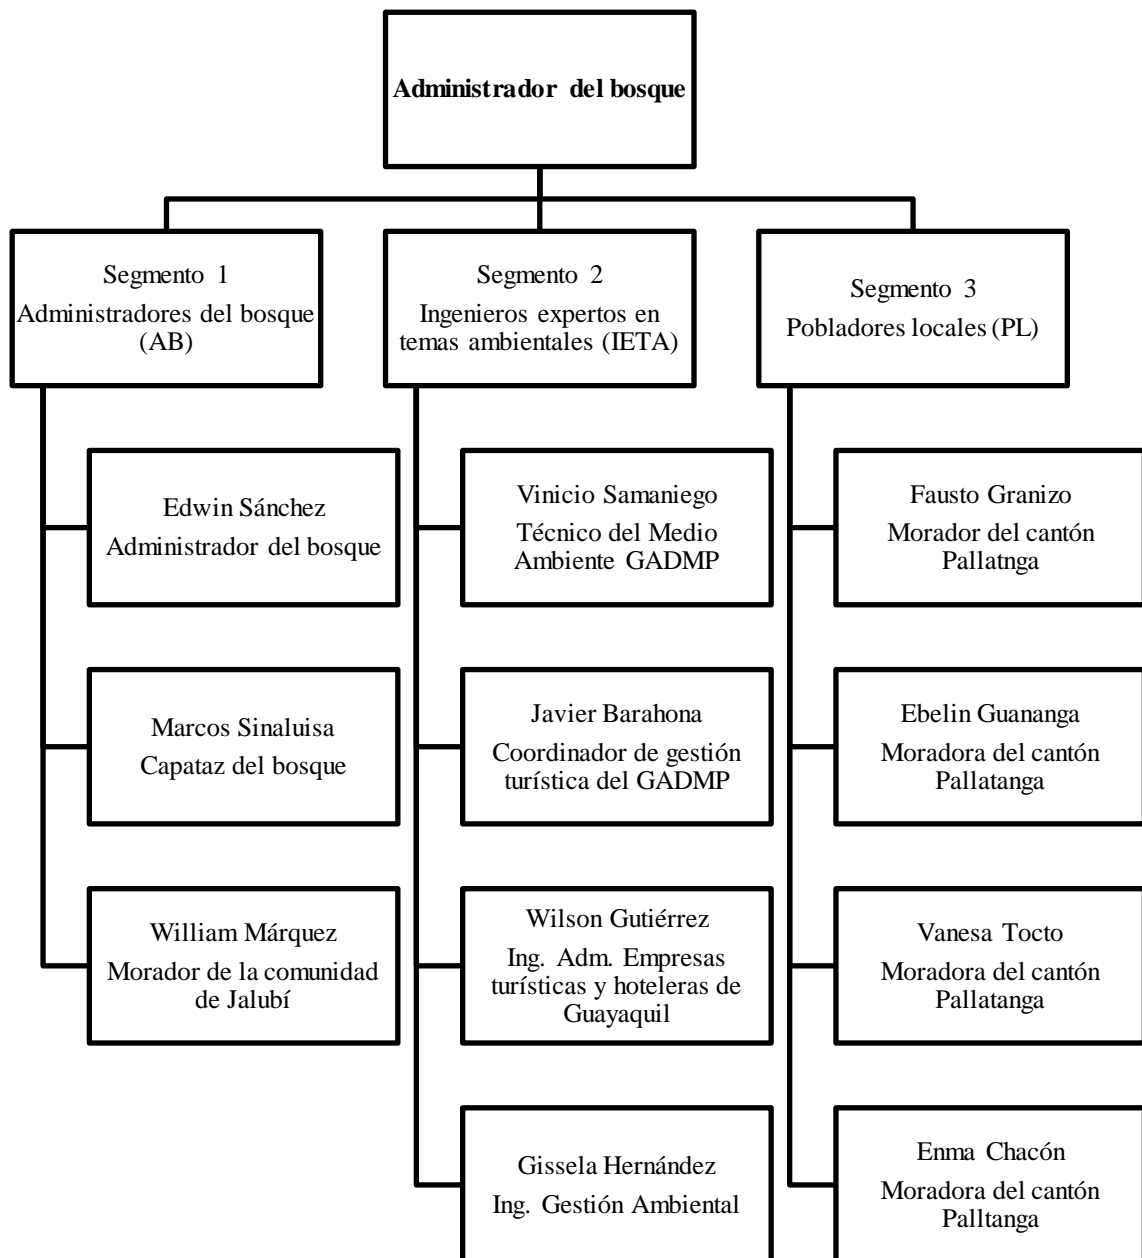 Administrador del bosque
Segmento 1
Administradores del bosque
(AB)
Segmento 2
Ingenieros expertos en
temas ambientales (IETA)
Segmento 3
Pobladores locales (PL)
Edwin Sánchez
Administrador del bosque
Marcos Sinaluisa
Capataz del bosque
William Márquez
Morador de la comunidad
de Jalubí
Vinicio Samaniego
Técnico del Medio
Ambiente GADMP
Javier Barahona
Coordinador de gestión
turística del GADMP
Wilson Gutiérrez
Ing. Adm. Empresas
turísticas y hoteleras de
Guayaquil
Gissela Hernández
Ing. Gestión Ambiental
Fausto Granizo
Morador del cantón
Pallatnga
Ebelin Guananga
Moradora del cantón
Pallatanga
Vanesa Tocto
Moradora del cantón
Pallatanga
Enma Chacón
Moradora del cantón
Palltanga